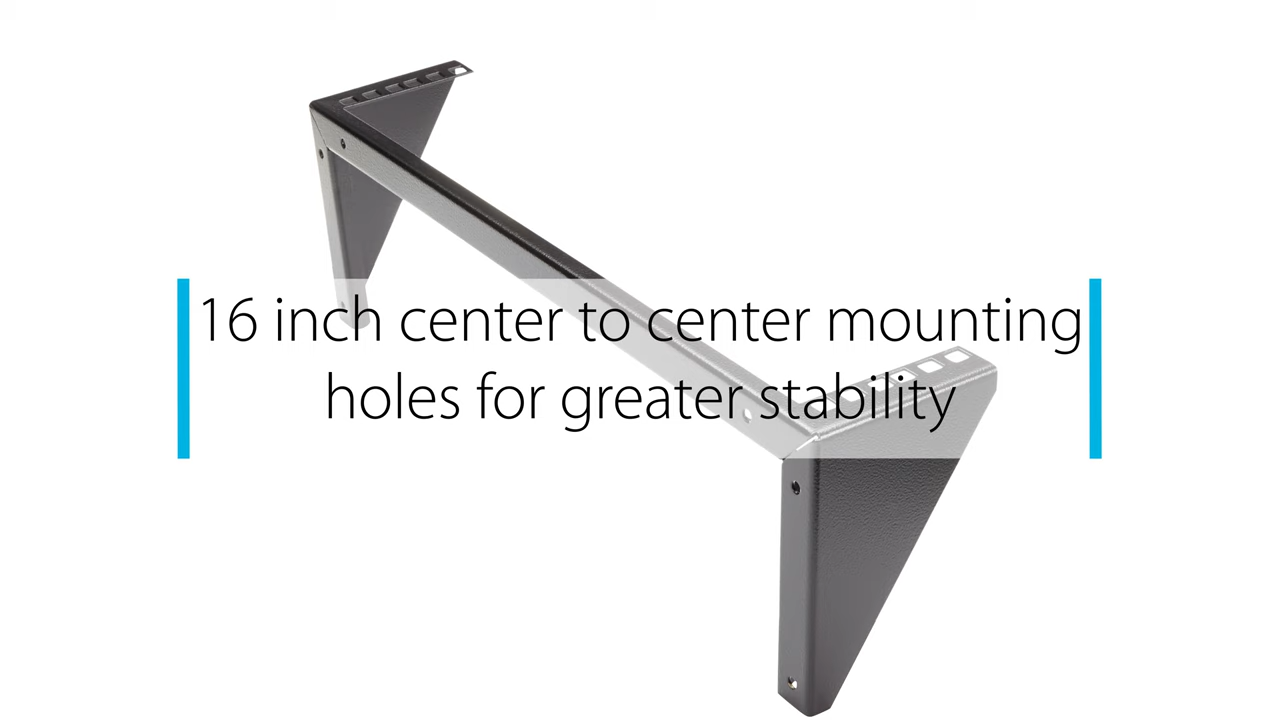 16 inch center to center mounting
holes for greater stability